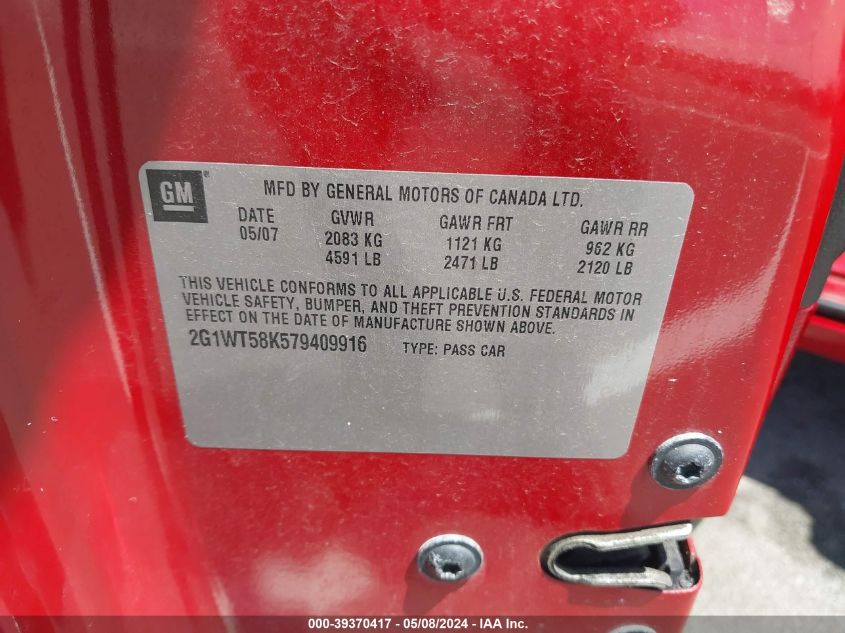 GM
MFD BY GENERAL MOTORS OF CANADA LTD.
DATE GVWR GAWR FRT GAWR RR
05/07 2083 KG 1121 KG 962 KG
4591 LB 2471 LB 2120 LB
THIS VEHICLE CONFORMS TO ALL APPLICABLE U.S. FEDERAL MOTOR
VEHICLE SAFETY, BUMPER, AND THEFT PREVENTION STANDARDS IN
EFFECT ON THE DATE OF MANUFACTURE SHOWN ABOVE.
2G1WT58K579409916 TYPE: PASS CAR
000-39370417 - 05/08/2024 - IAA Inc.